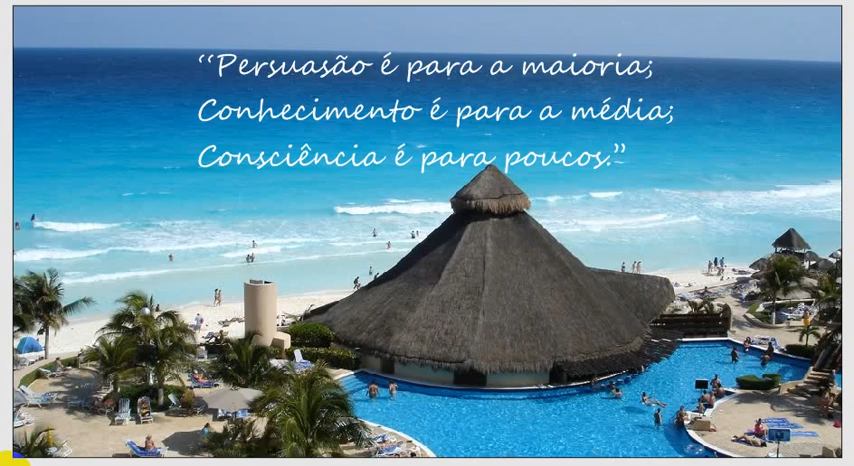 “Persuasão é para a maioria;
Conhecimento é para a média;
Consciência é para poucos.”